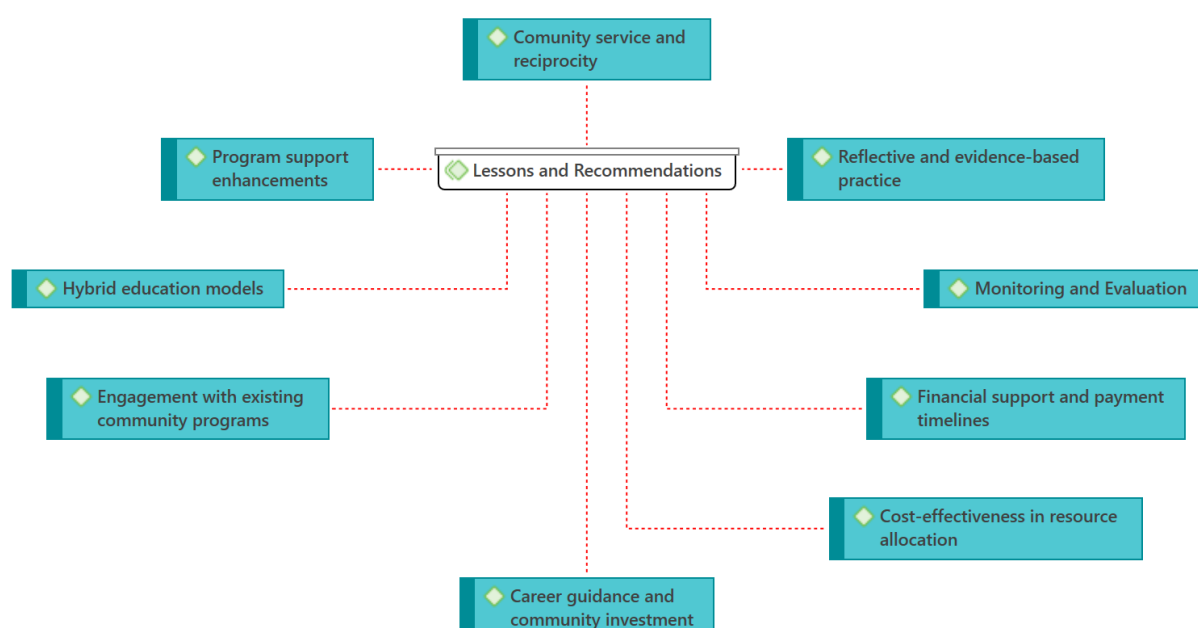 Comunity service and
reciprocity
Program support
enhancements
Lessons and Recommendations
Reflective and evidence-based
practice
Hybrid education models
Monitoring and Evaluation
Engagement with existing
community programs
Financial support and payment
timelines
Cost-effectiveness in resource
allocation
Career guidance and
community investment